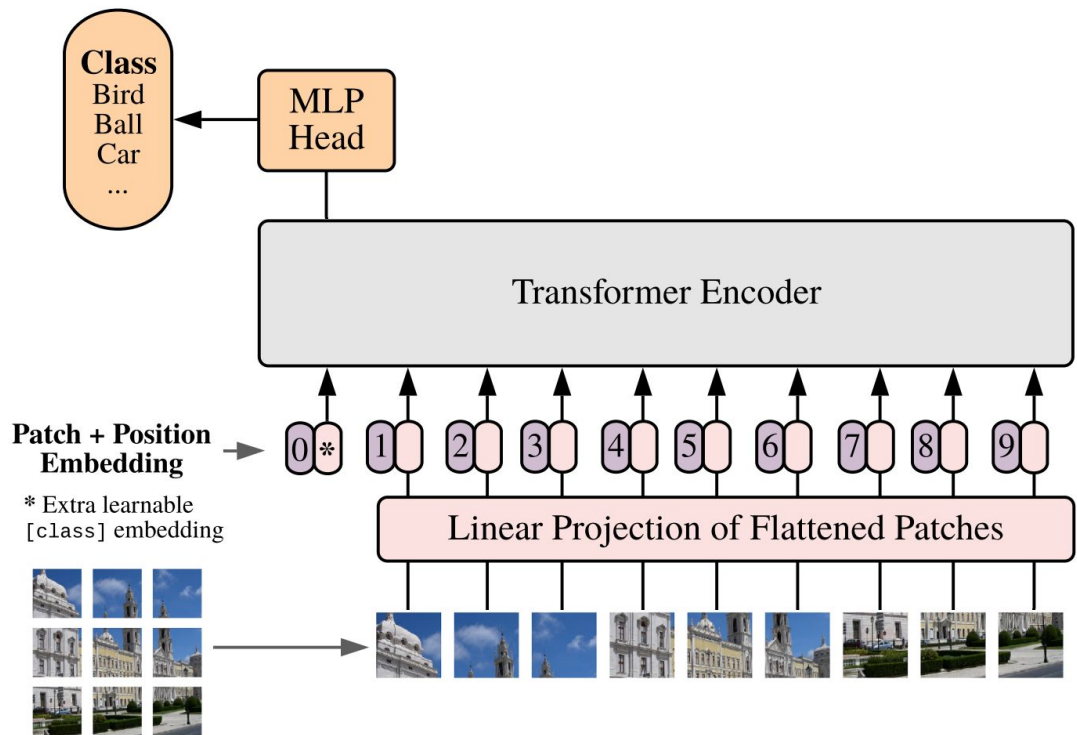 Class
Bird
Ball
Car
...
MLP
Head
Transformer Encoder
Patch + Position
Embedding
0 * 1 2 3 4 5 6 7 8 9
* Extra learnable
[class] embedding
Linear Projection of Flattened Patches